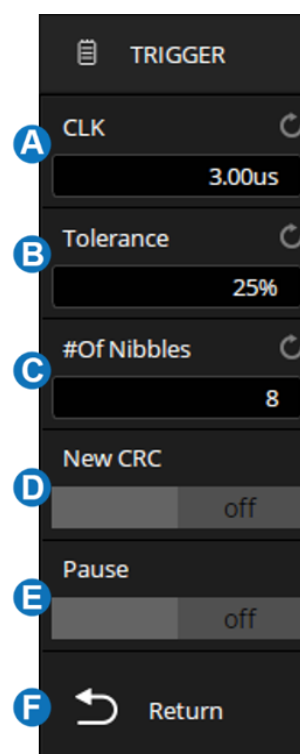 TRIGGER
A
CLK
3.00us
B
Tolerance
25%
C
#Of Nibbles
8
D
New CRC
off
E
Pause
off
F
Return